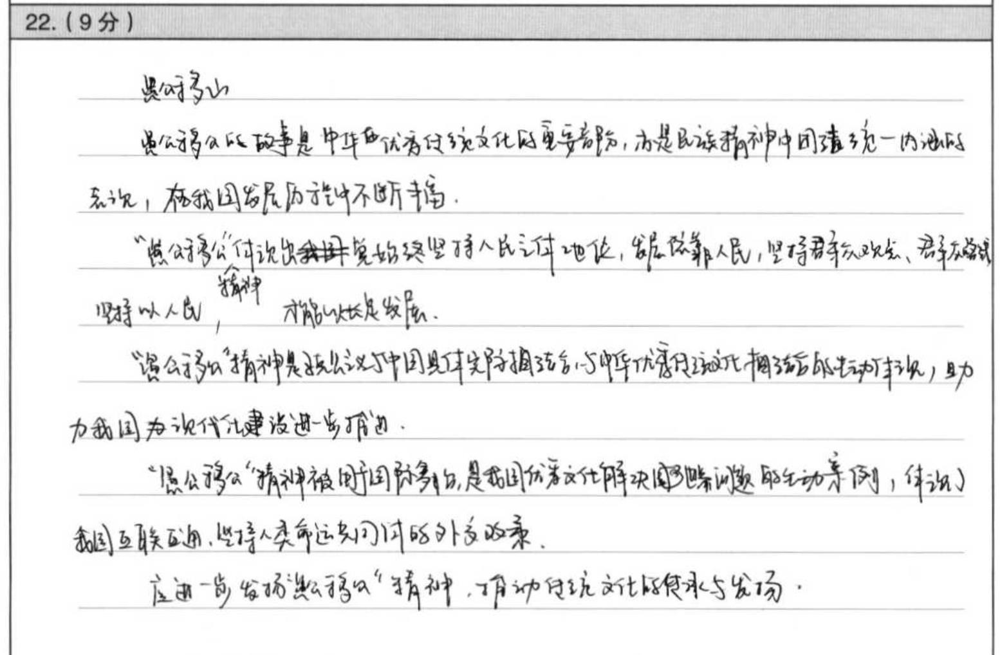 22.(9分)
愚公移山
愚公移公的故事是中华优秀传统文化的重要部分,亦是民族精神中团结统一内涵的
表现,在我国发展历程中不断丰富.
"愚公移公"体现出党始终坚持人民主体地位,发展依靠人民,坚持群众观点、群众路线
坚持以人民,精神 才能以长足发展.
"愚公移公"精神是马克思主义与中国具体实际相结合,与中华优秀传统文化相结合的生动体现,助
力我国为现代化建设进一步推进.
"愚公移公"精神被用于国际舞台,是我国优秀文化解决国际问题的生动案例,体现了
我国互联互通、坚持人类命运共同体的外交政策.
应进一步发扬"愚公移公"精神,推动传统文化的传承与发扬.